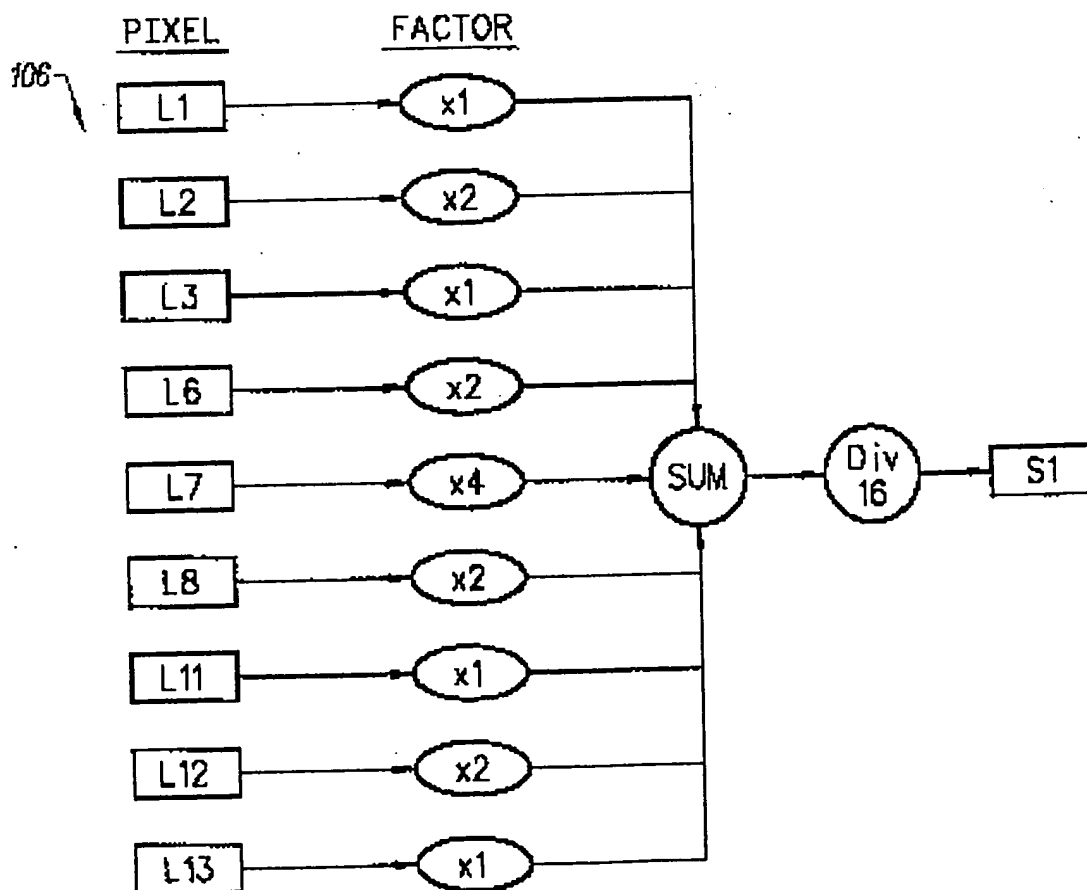 PIXEL FACTOR
106
L1 x1
L2 x2
L3 x1
L6 x2
L7 x4 SUM Div 16 S1
L8 x2
L11 x1
L12 x2
L13 x1